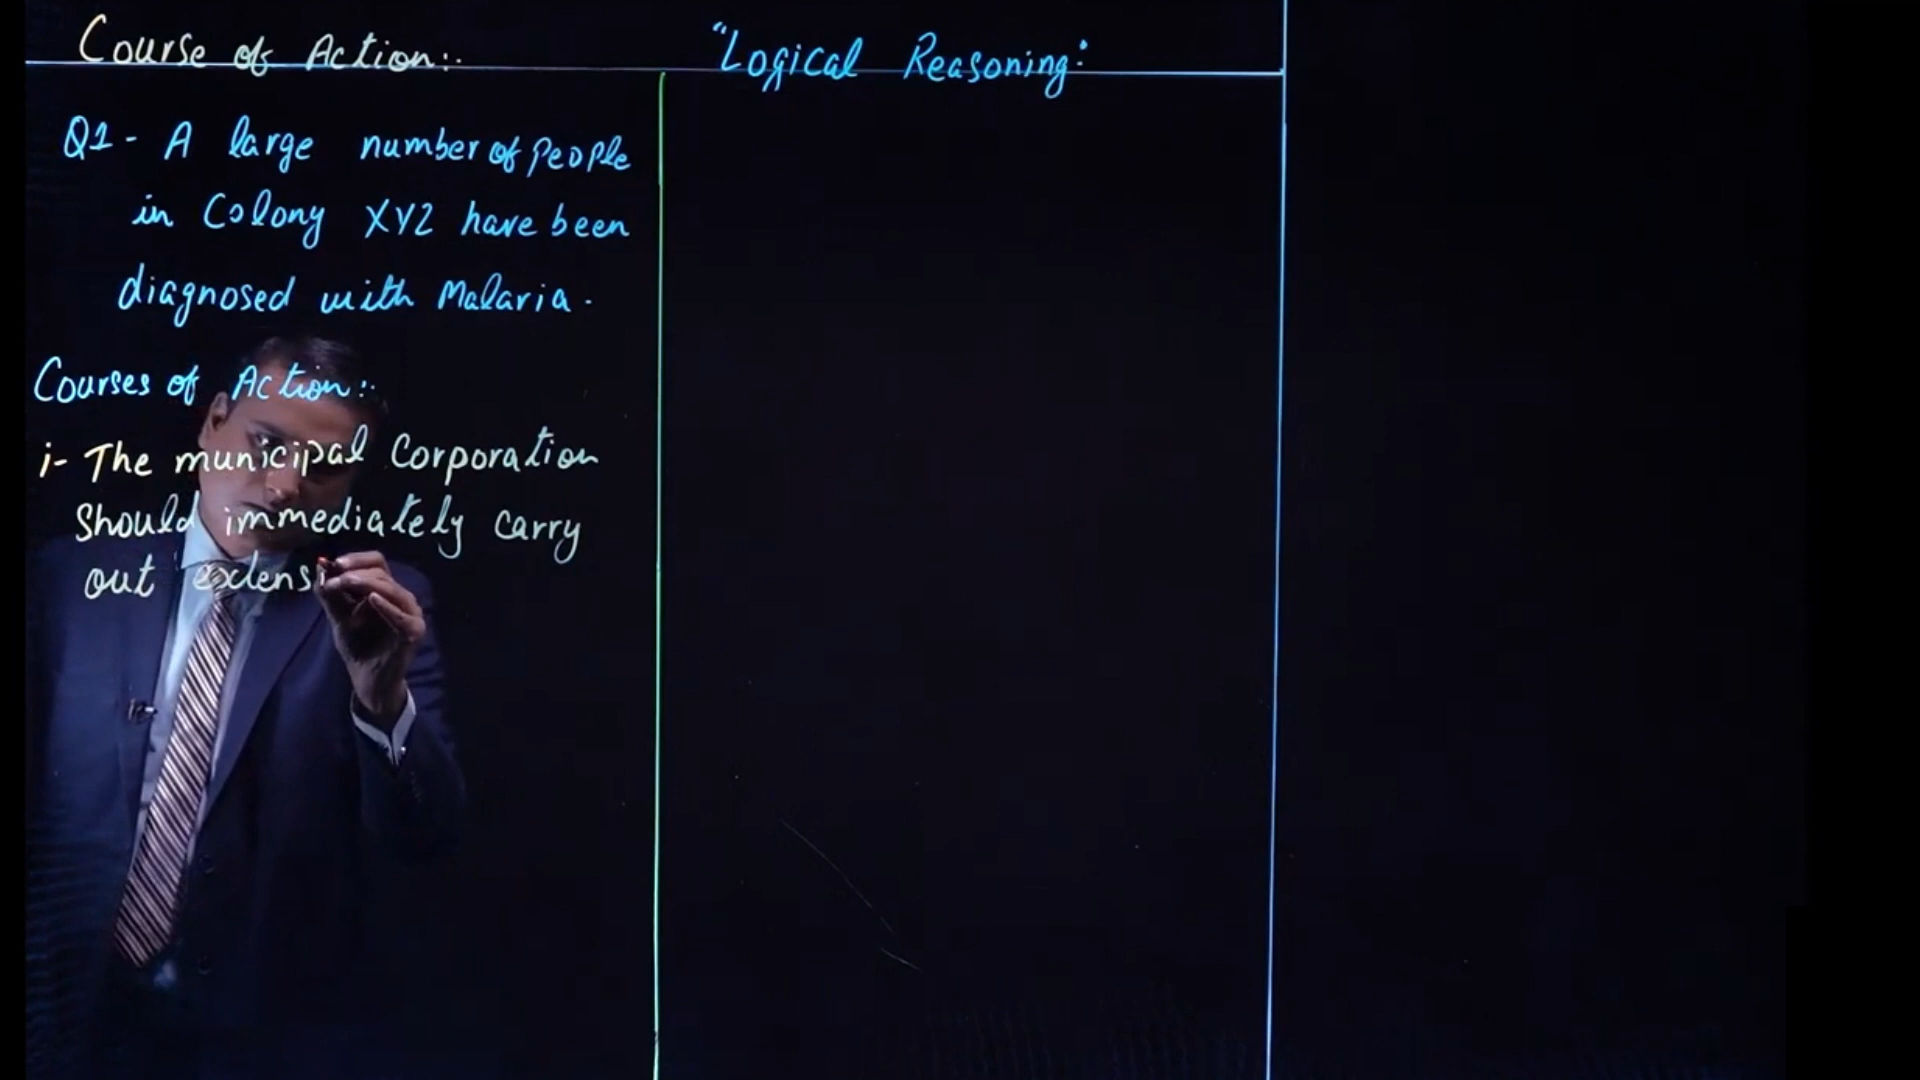 Course of Action:.
"Logical Reasoning:
Q1 - A large number of people
in Colony XYZ have been
diagnosed with Malaria.
Courses of Action:.
i- The municipal Corporation
Should immediately carry
out extensi